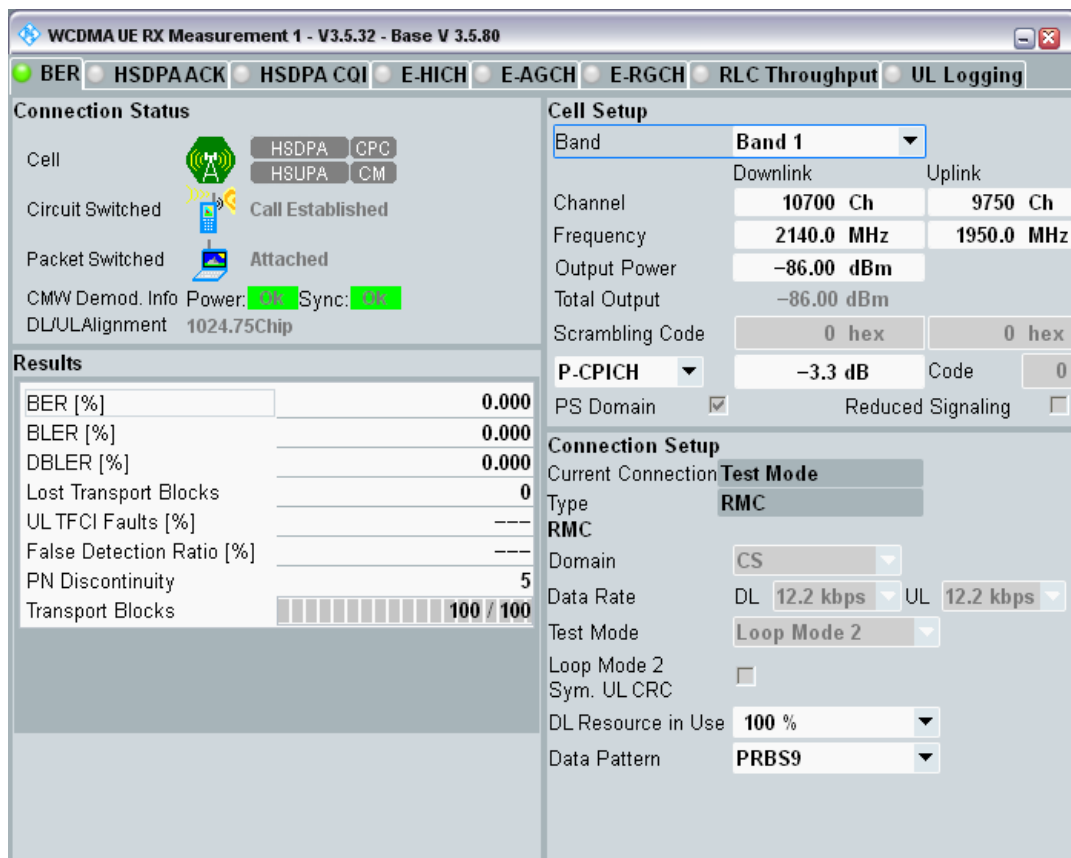 WCDMA UE RX Measurement 1 - V3.5.32 - Base V 3.5.80
BER HSDPA ACK HSDPA CQI E-HICH E-AGCH E-RGCH RLC Throughput UL Logging
Connection Status
Cell HSDPA CPC
HSUPA CM
Circuit Switched Call Established
Packet Switched Attached
CMW Demod. Info Power: Ok Sync: Ok
DL/ULAlignment 1024.75Chip
Results
BER [%] 0.000
BLER [%] 0.000
DBLER [%] 0.000
Lost Transport Blocks 0
UL TFCI Faults [%] ---
False Detection Ratio [%] ---
PN Discontinuity 5
Transport Blocks 100 / 100
Cell Setup
Band Band 1
Downlink Uplink
Channel 10700 Ch 9750 Ch
Frequency 2140.0 MHz 1950.0 MHz
Output Power −86.00 dBm
Total Output −86.00 dBm
Scrambling Code 0 hex 0 hex
P-CPICH −3.3 dB Code 0
PS Domain Reduced Signaling
Connection Setup
Current Connection Test Mode
Type RMC
RMC
Domain CS
Data Rate DL 12.2 kbps UL 12.2 kbps
Test Mode Loop Mode 2
Loop Mode 2
Sym. UL CRC
DL Resource in Use 100 %
Data Pattern PRBS9